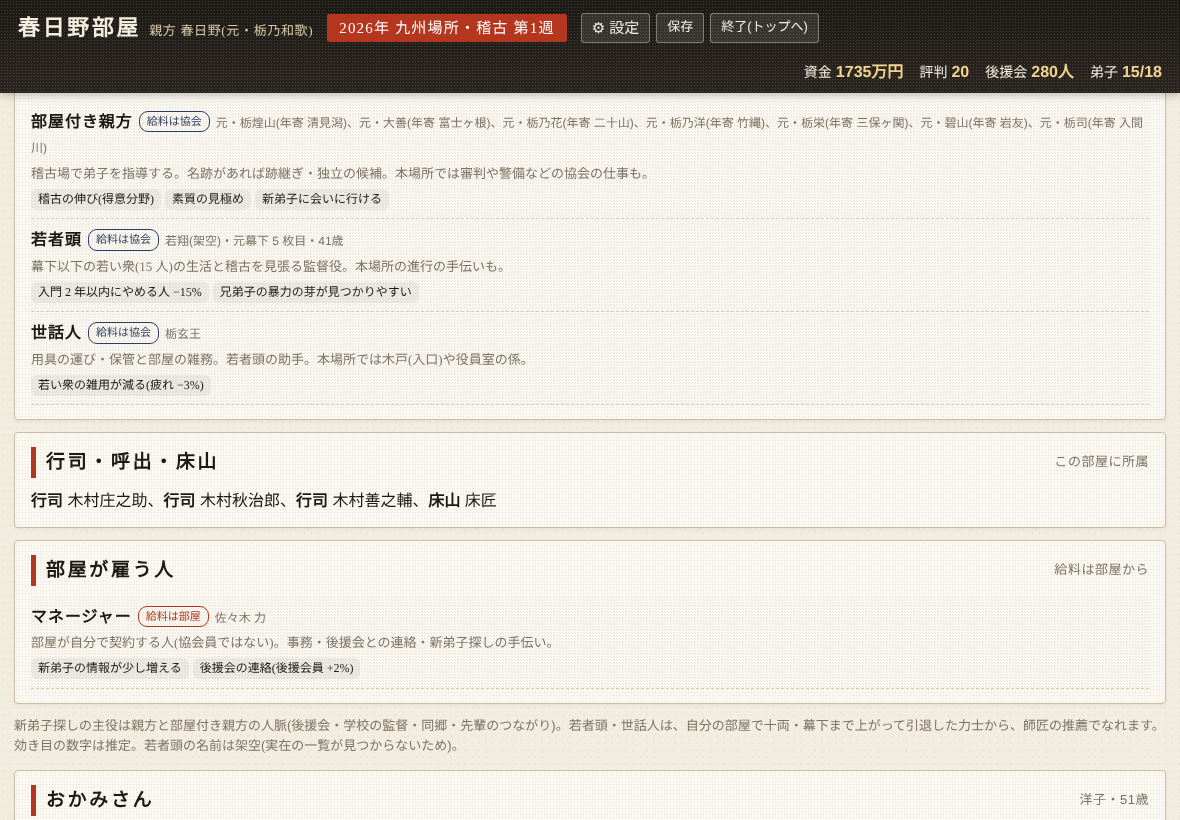 春日野部屋 親方 春日野(元・栃乃和歌) 2026年 九州場所・稽古 第1週 ⚙ 設定 保存 終了(トップへ)
資金 1735万円 評判 20 後援会 280人 弟子 15/18
部屋付き親方 給料は協会 元・栃煌山(年寄 清見潟)、元・大善(年寄 富士ヶ根)、元・栃乃花(年寄 二十山)、元・栃乃洋(年寄 竹縄)、元・栃栄(年寄 三保ヶ関)、元・碧山(年寄 岩友)、元・栃司(年寄 入間
川)
稽古場で弟子を指導する。名跡があれば跡継ぎ・独立の候補。本場所では審判や警備などの協会の仕事も。
稽古の伸び(得意分野) 素質の見極め 新弟子に会いに行ける
若者頭 給料は協会 若翔(架空)・元幕下 5 枚目・41歳
幕下以下の若い衆(15 人)の生活と稽古を見張る監督役。本場所の進行の手伝いも。
入門 2 年以内にやめる人 −15% 兄弟子の暴力の芽が見つかりやすい
世話人 給料は協会 栃玄王
用具の運び・保管と部屋の雑務。若者頭の助手。本場所では木戸(入口)や役員室の係。
若い衆の雑用が減る(疲れ −3%)
行司・呼出・床山 この部屋に所属
行司 木村庄之助、行司 木村秋治郎、行司 木村善之輔、床山 床匠
部屋が雇う人 給料は部屋から
マネージャー 給料は部屋 佐々木 力
部屋が自分で契約する人(協会員ではない)。事務・後援会との連絡・新弟子探しの手伝い。
新弟子の情報が少し増える 後援会の連絡(後援会員 +2%)
新弟子探しの主役は親方と部屋付き親方の人脈(後援会・学校の監督・同郷・先輩のつながり)。若者頭・世話人は、自分の部屋で十両・幕下まで上がって引退した力士から、師匠の推薦でなれます。
効き目の数字は推定。若者頭の名前は架空(実在の一覧が見つからないため)。
おかみさん 洋子・51歳